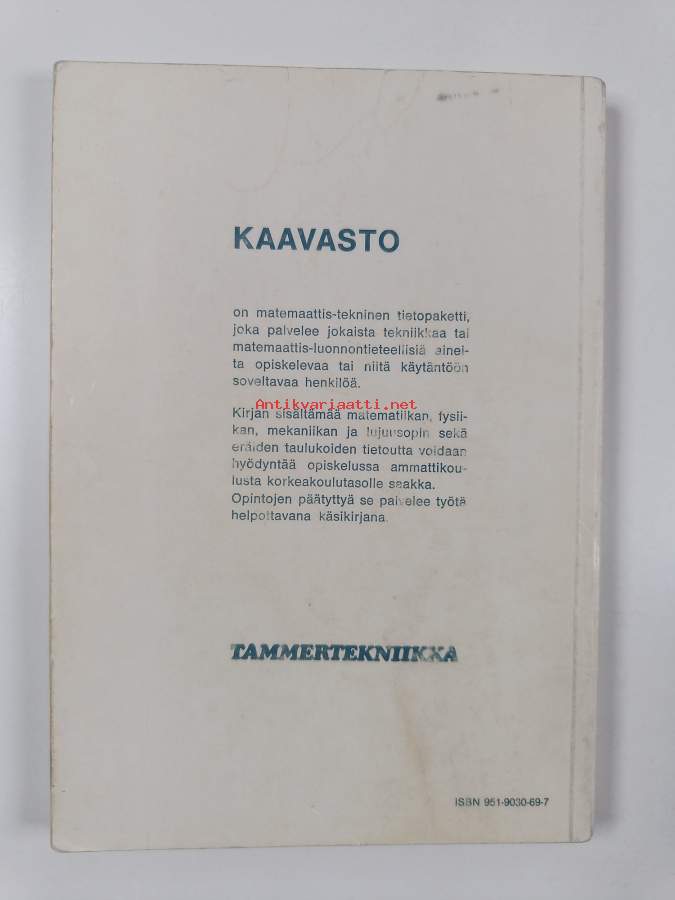 KAAVASTO
on matemaattis-tekninen tietopaketti,
joka palvelee jokaista tekniikkaa tai
matemaattis-luonnontieteellisiä ainei-
ta opiskelevaa tai niitä käytäntöön
soveltavaa henkilöä.
Antikvariaatti.net
Kirjan sisältämää matematiikan, fysii-
kan, mekaniikan ja lujuusopin sekä
eräiden taulukoiden tietoutta voidaan
hyödyntää opiskelussa ammattikou-
lusta korkeakoulutasolle saakka.
Opintojen päätyttyä se palvelee työtä
helpottavana käsikirjana.
TAMMERTEKNIIKKA
ISBN 951-9030-69-7